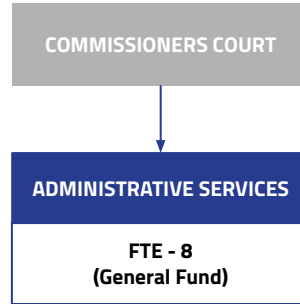 COMMISSIONERS COURT
ADMINISTRATIVE SERVICES
FTE - 8
(General Fund)